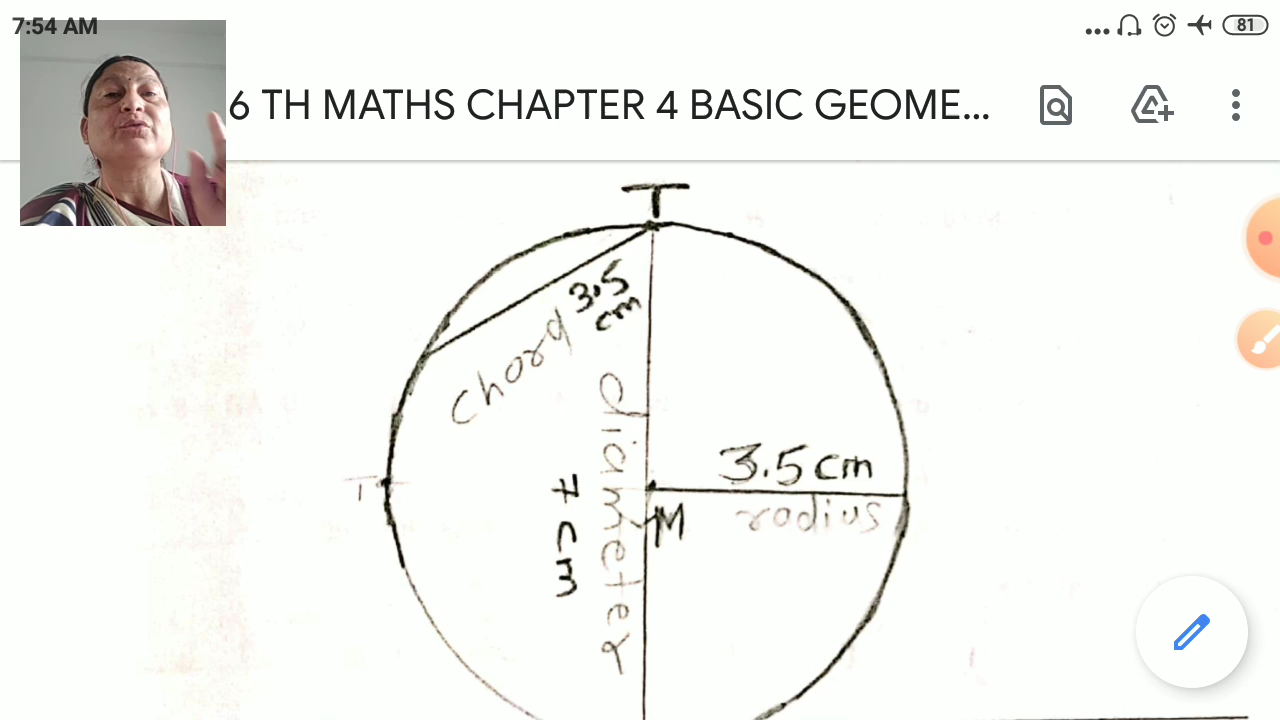 7:54 AM
81
6 TH MATHS CHAPTER 4 BASIC GEOME...
T
3.5
cm
chord
diameter
7 cm
3.5 cm
radius
M
T